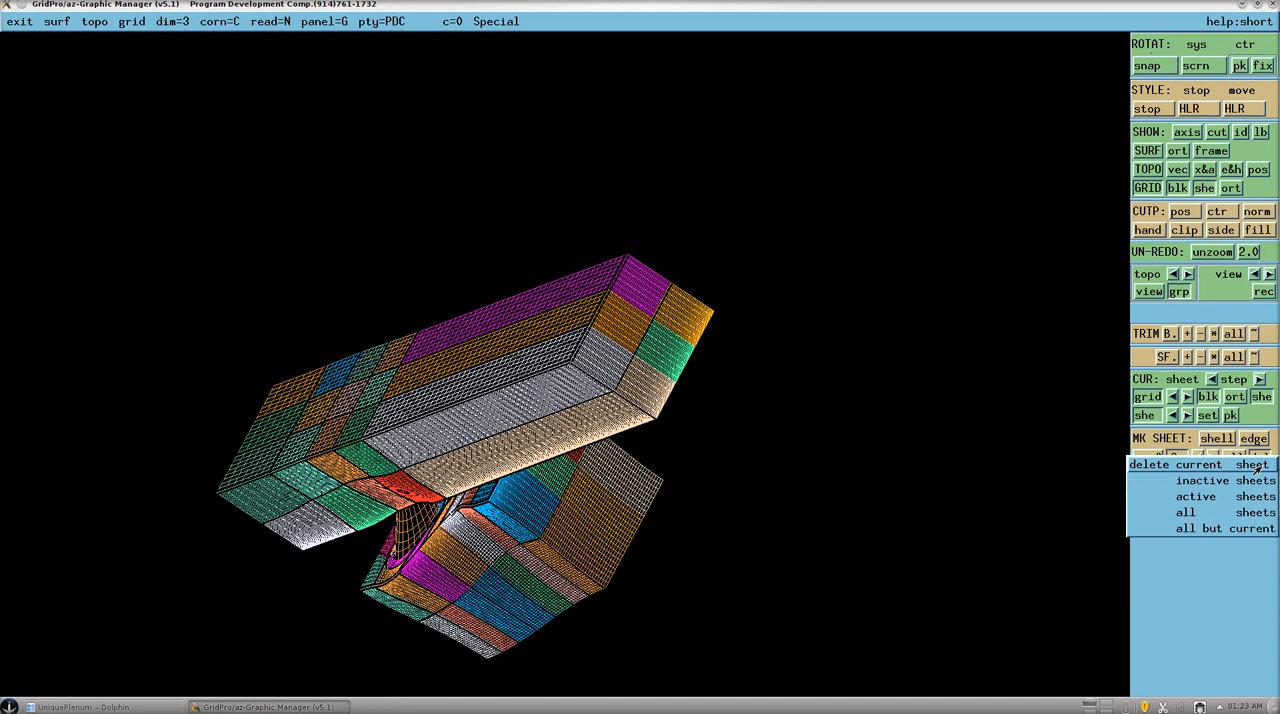 GridPro/az-Graphic Manager (v5.1) Program Development Comp.(914)761-1732
exit surf topo grid dim=3 corn=C read=N panel=G pty=PDC c=0 Special help:short
ROTAT: sys ctr
snap scrn pk fix
STYLE: stop move
stop HLR HLR
SHOW: axis cut id lb
SURF ort frame
TOPO vec x&a e&h pos
GRID blk she ort
CUTP: pos ctr norm
hand clip side fill
UN-REDO: unzoom 2.0
topo view
view grp rec
TRIM B. + - * all ~
SF. + - * all ~
CUR: sheet step
grid blk ort she
she set pk
MK SHEET: shell edge
delete current sheet
inactive sheets
active sheets
all sheets
all but current
UniquePlenum - Dolphin GridPro/az-Graphic Manager (v5.1) 01:23 AM